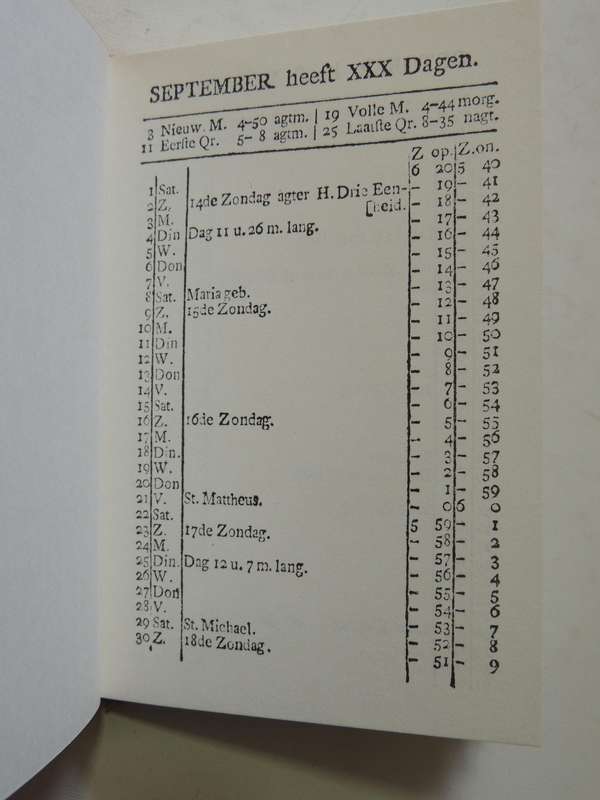 SEPTEMBER heeft XXX Dagen.
3 Nieuw. M. 4-50 agtm. | 19 Volle M. 4-44 morg.
11 Eerſte Qr. 5- 8 agtm. | 25 Laatſte Qr. 8-35 nagt.
Z op. Z.on.
1 Sat. 6 20 5 40
2 Z. 14de Zondag agter H. Drie Een- - 19 - 41
3 M. [heid. - 18 - 42
4 Din Dag 11 u. 26 m. lang. - 17 - 43
5 W. - 16 - 44
6 Don - 15 - 45
7 V. - 14 - 46
8 Sat. Maria geb. - 13 - 47
9 Z. 15de Zondag. - 12 - 48
10 M. - 11 - 49
11 Din - 10 - 50
12 W. - 9 - 51
13 Don - 8 - 52
14 V. - 7 - 53
15 Sat. - 6 - 54
16 Z. 16de Zondag. - 5 - 55
17 M. - 4 - 56
18 Din. - 3 - 57
19 W. - 2 - 58
20 Don - 1 - 59
21 V. St. Mattheus. - 0 6 0
22 Sat. 5 59 - 1
23 Z. 17de Zondag. - 58 - 2
24 M. - 57 - 3
25 Din. Dag 12 u. 7 m. lang. - 56 - 4
26 W. - 55 - 5
27 Don - 54 - 6
28 V. - 53 - 7
29 Sat. St. Michael. - 52 - 8
30 Z. 18de Zondag. - 51 - 9